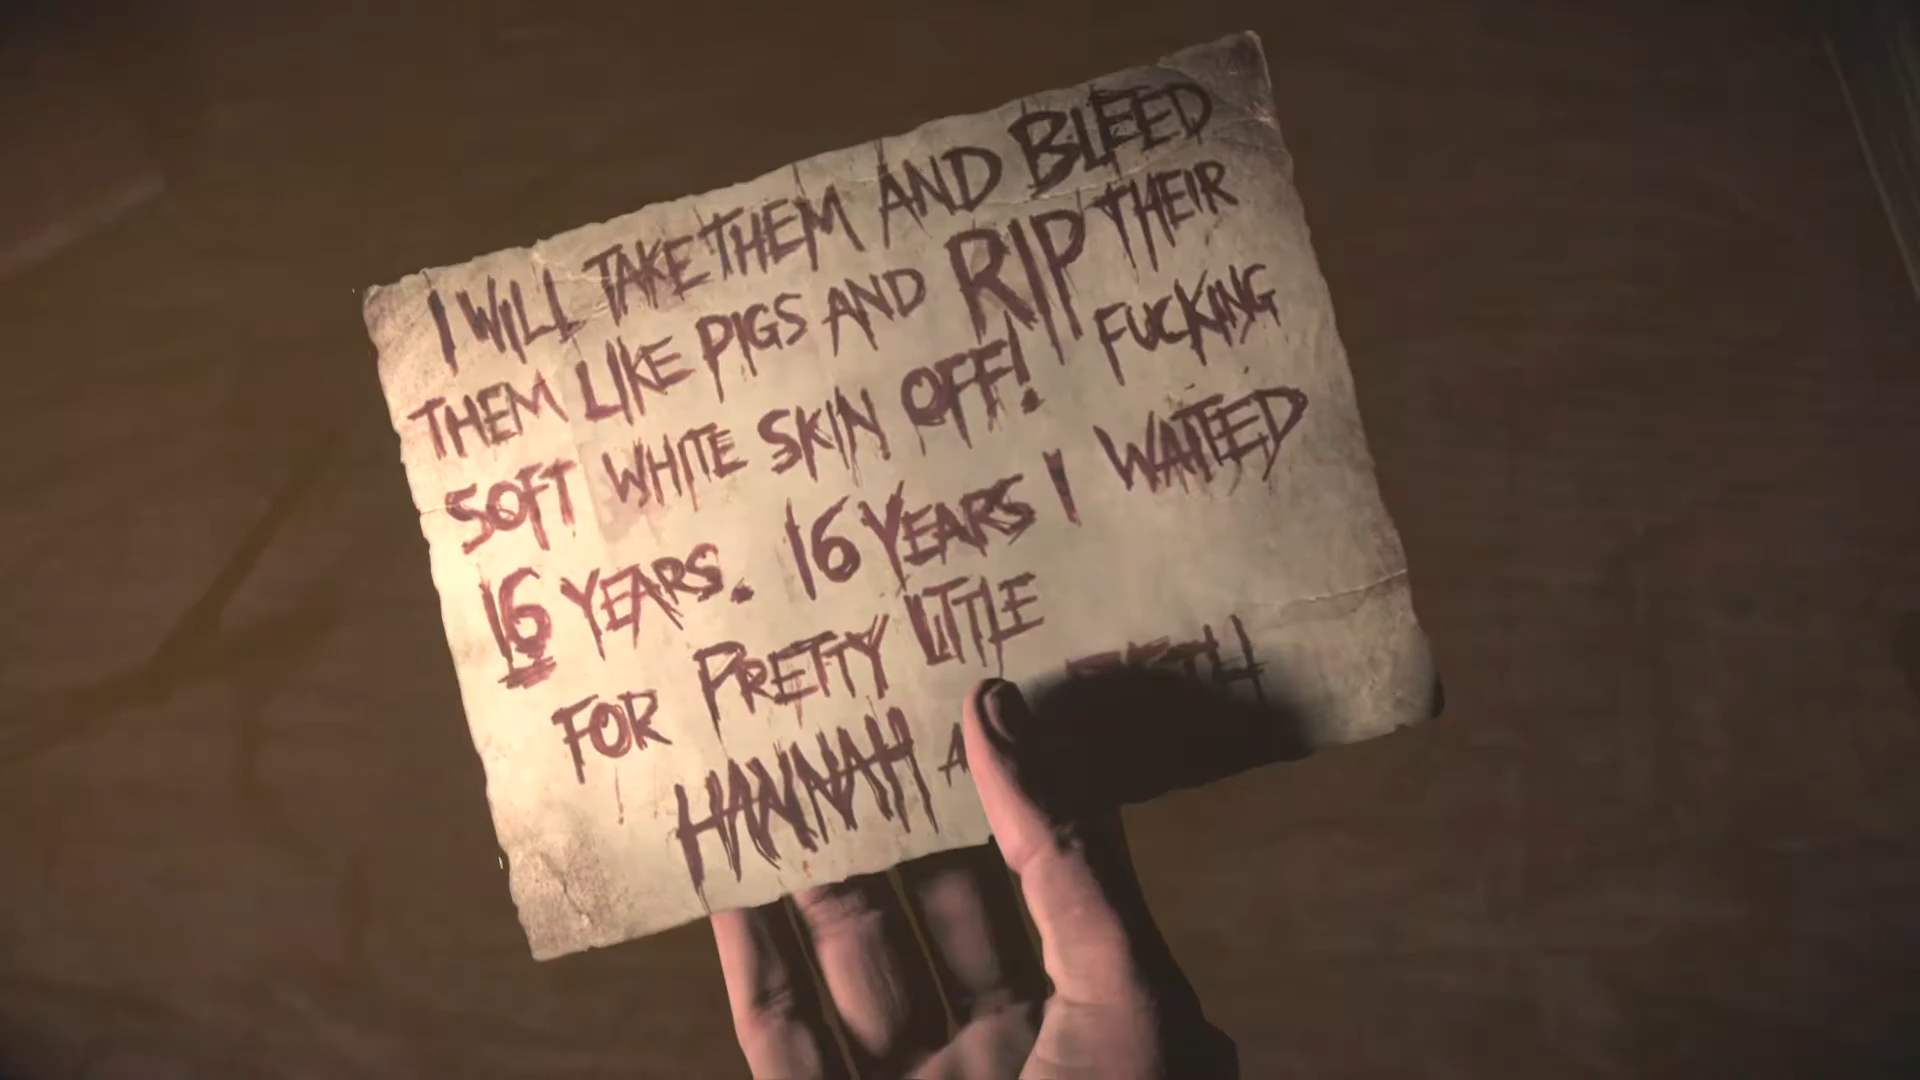 I WILL TAKE THEM AND BLEED
THEM LIKE PIGS AND RIP THEIR
SOFT WHITE SKIN OFF! FUCKING
16 YEARS. 16 YEARS I WAITED
FOR PRETTY LITTLE
HANNAH